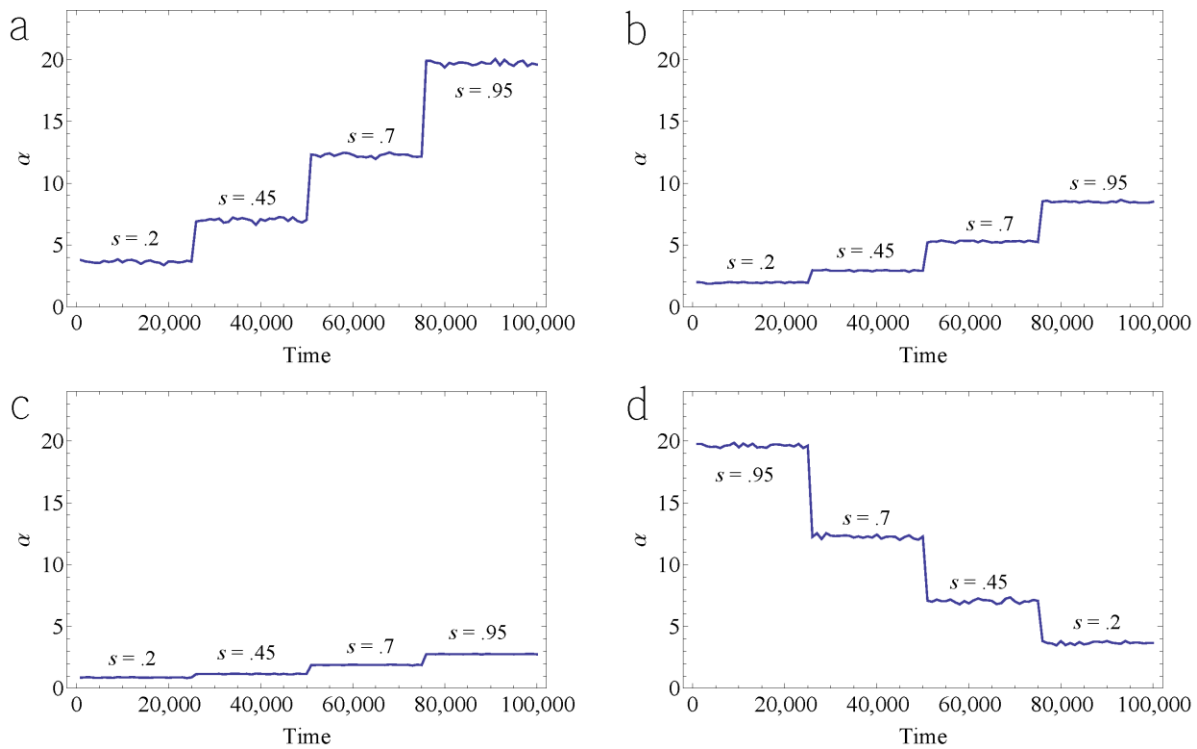 a
20
15
α
10
5
0
s = .2
s = .45
s = .7
s = .95
0 20,000 40,000 60,000 80,000 100,000
Time
b
20
15
α
10
5
0
s = .2
s = .45
s = .7
s = .95
0 20,000 40,000 60,000 80,000 100,000
Time
c
20
15
α
10
5
0
s = .2
s = .45
s = .7
s = .95
0 20,000 40,000 60,000 80,000 100,000
Time
d
20
15
α
10
5
0
s = .95
s = .7
s = .45
s = .2
0 20,000 40,000 60,000 80,000 100,000
Time